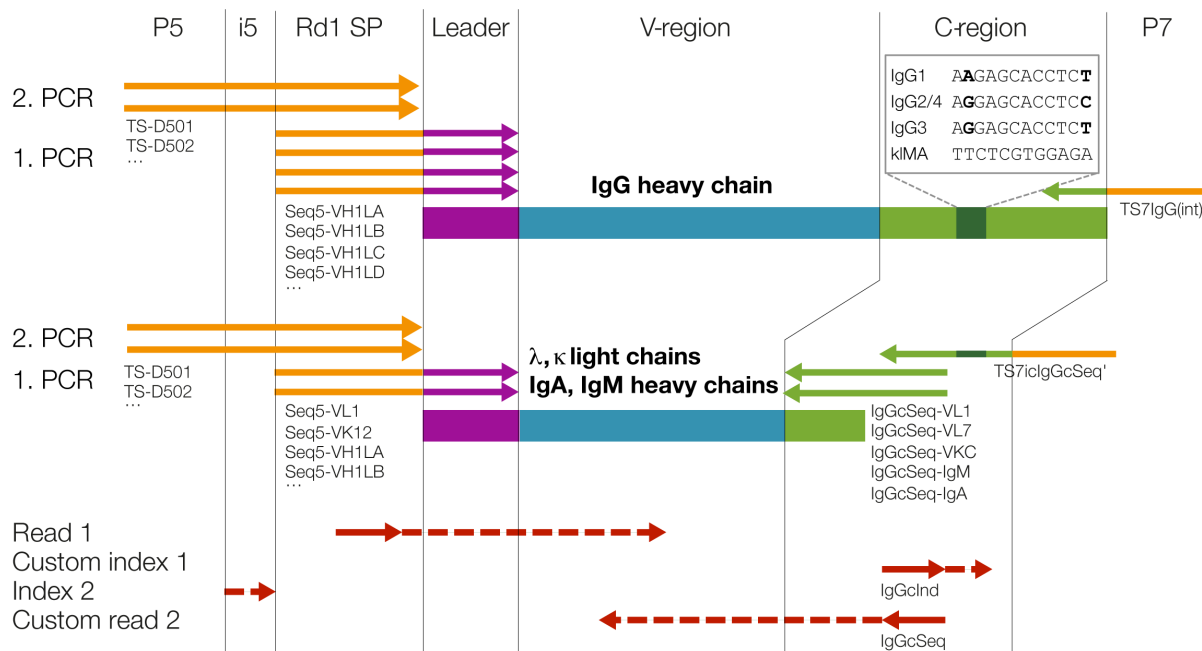 P5 i5 Rd1 SP Leader V-region C-region P7
IgG1 AAGAGCACCTCT
IgG2/4 AGGAGCACCTCC
IgG3 AGGAGCACCTCT
klMA TTCTCGTGGAGA
2. PCR
TS-D501
TS-D502
...
1. PCR
IgG heavy chain
TS7IgG(int)
Seq5-VH1LA
Seq5-VH1LB
Seq5-VH1LC
Seq5-VH1LD
...
2. PCR
1. PCR
TS-D501
TS-D502
...
λ, κ light chains
IgA, IgM heavy chains
TS7icIgGcSeq'
Seq5-VL1
Seq5-VK12
Seq5-VH1LA
Seq5-VH1LB
...
IgGcSeq-VL1
IgGcSeq-VL7
IgGcSeq-VKC
IgGcSeq-IgM
IgGcSeq-IgA
Read 1
Custom index 1
IgGcInd
Index 2
Custom read 2
IgGcSeq